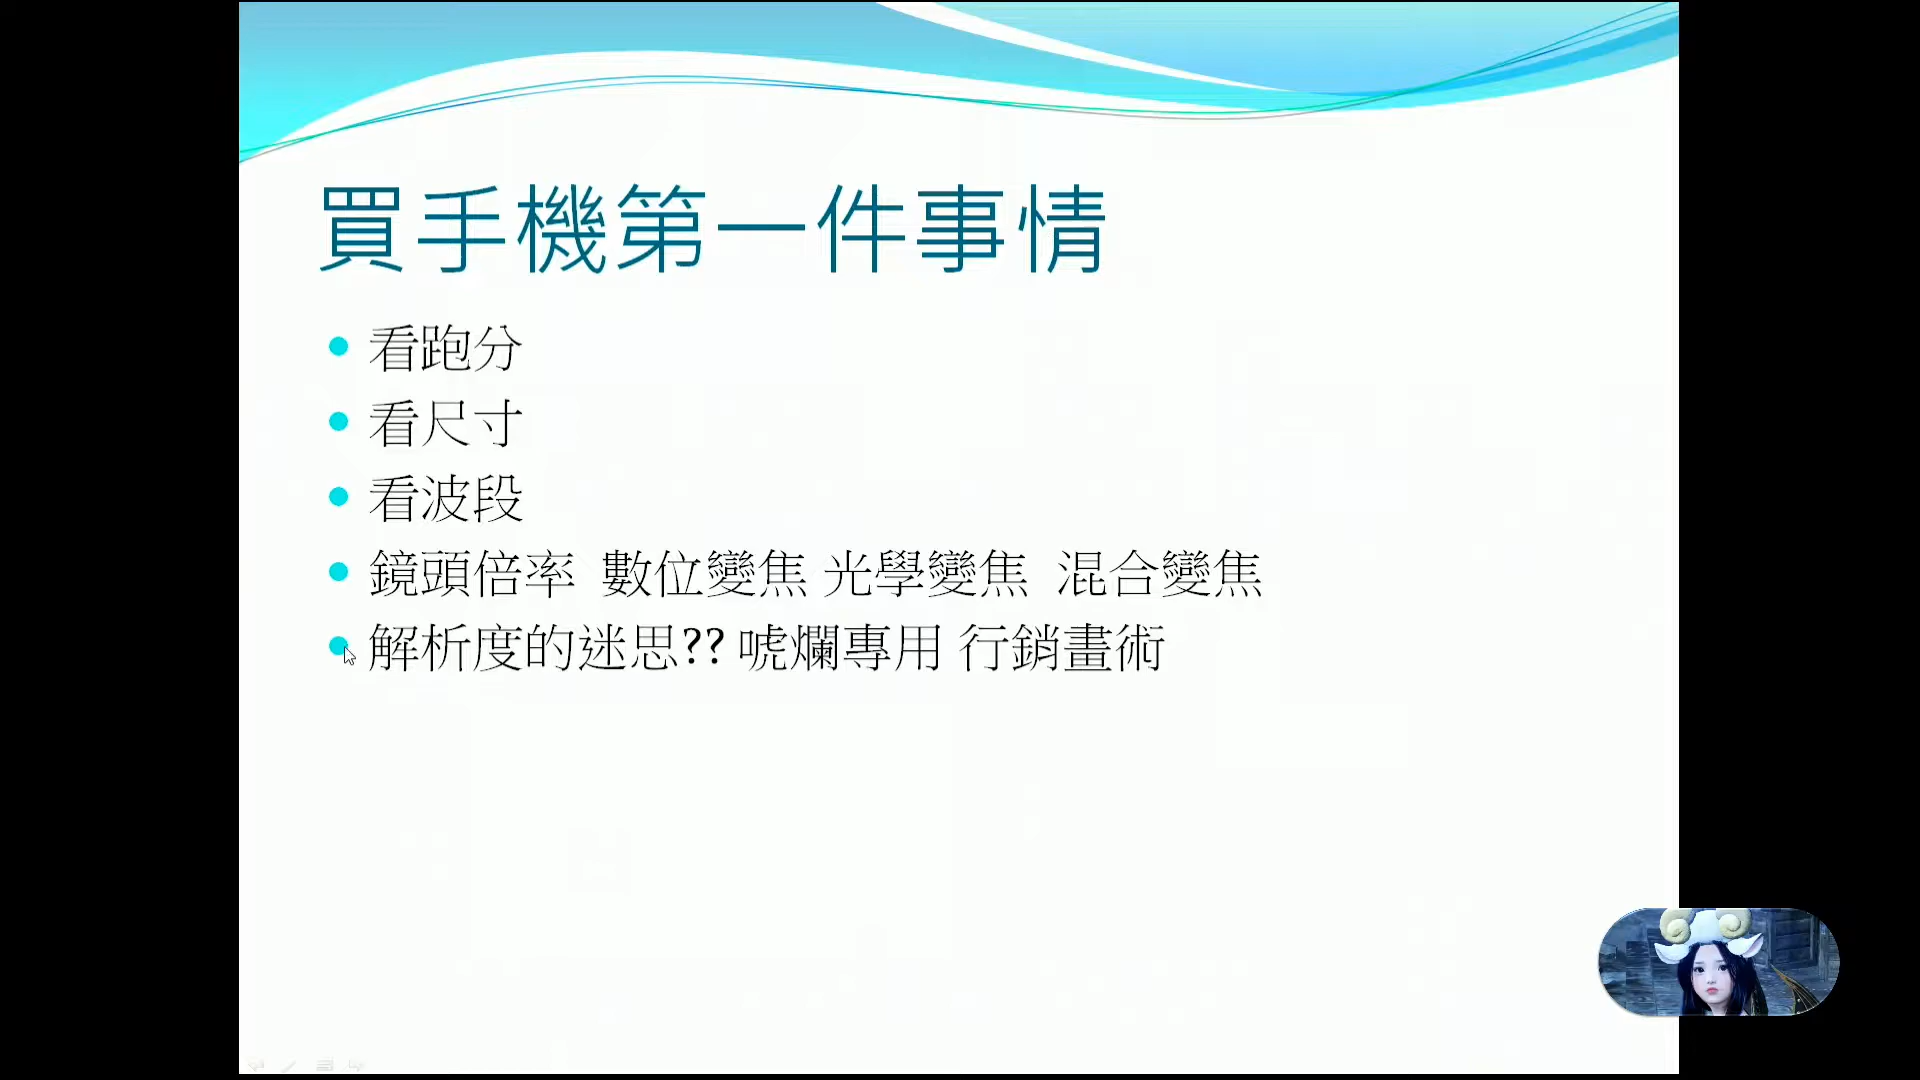 買手機第一件事情
看跑分
看尺寸
看波段
鏡頭倍率 數位變焦 光學變焦 混合變焦
解析度的迷思?? 唬爛專用 行銷畫術